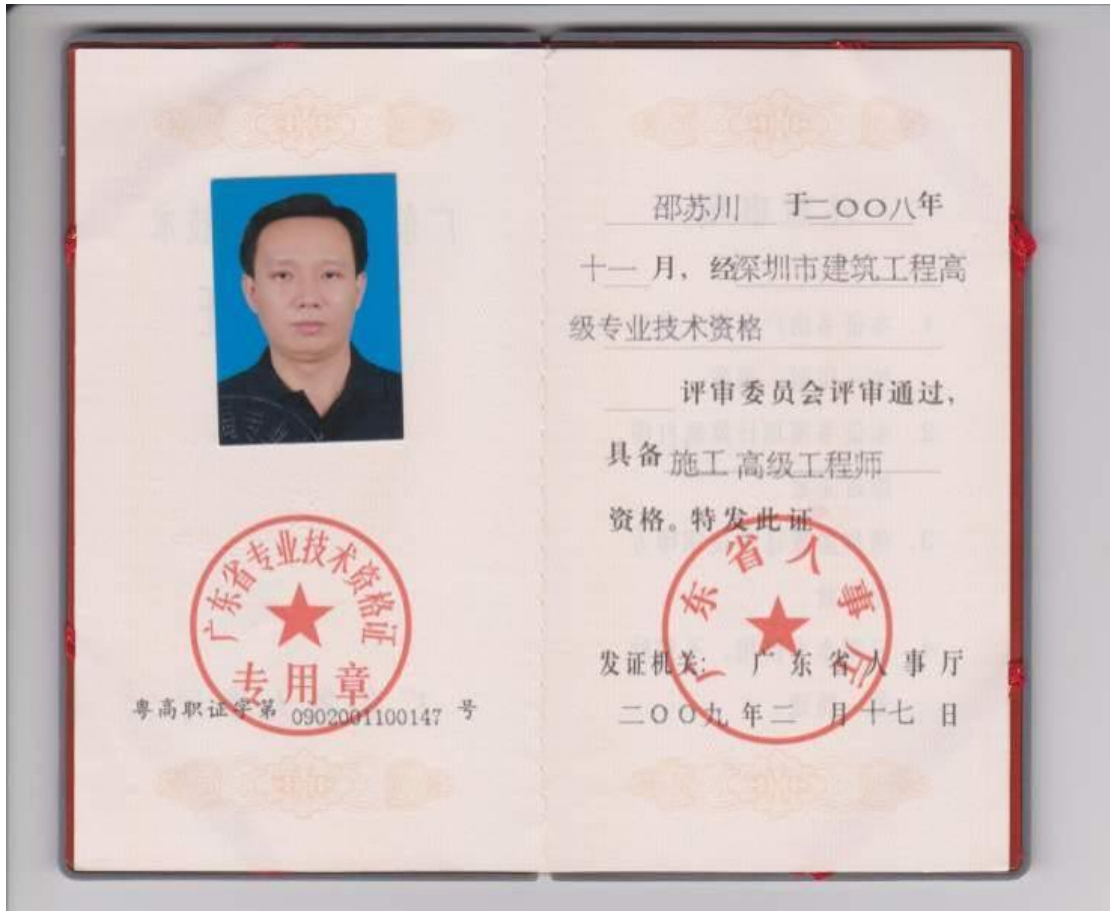 广东省专业技术资格证
专用章
粤高职证字第 0902001100147 号
邵苏川 于二〇〇八年
十一月，经深圳市建筑工程高
级专业技术资格
评审委员会评审通过，
具备 施工 高级工程师
资格。特发此证
广东省人事厅
发证机关： 广东省人事厅
二〇〇九年二月十七日